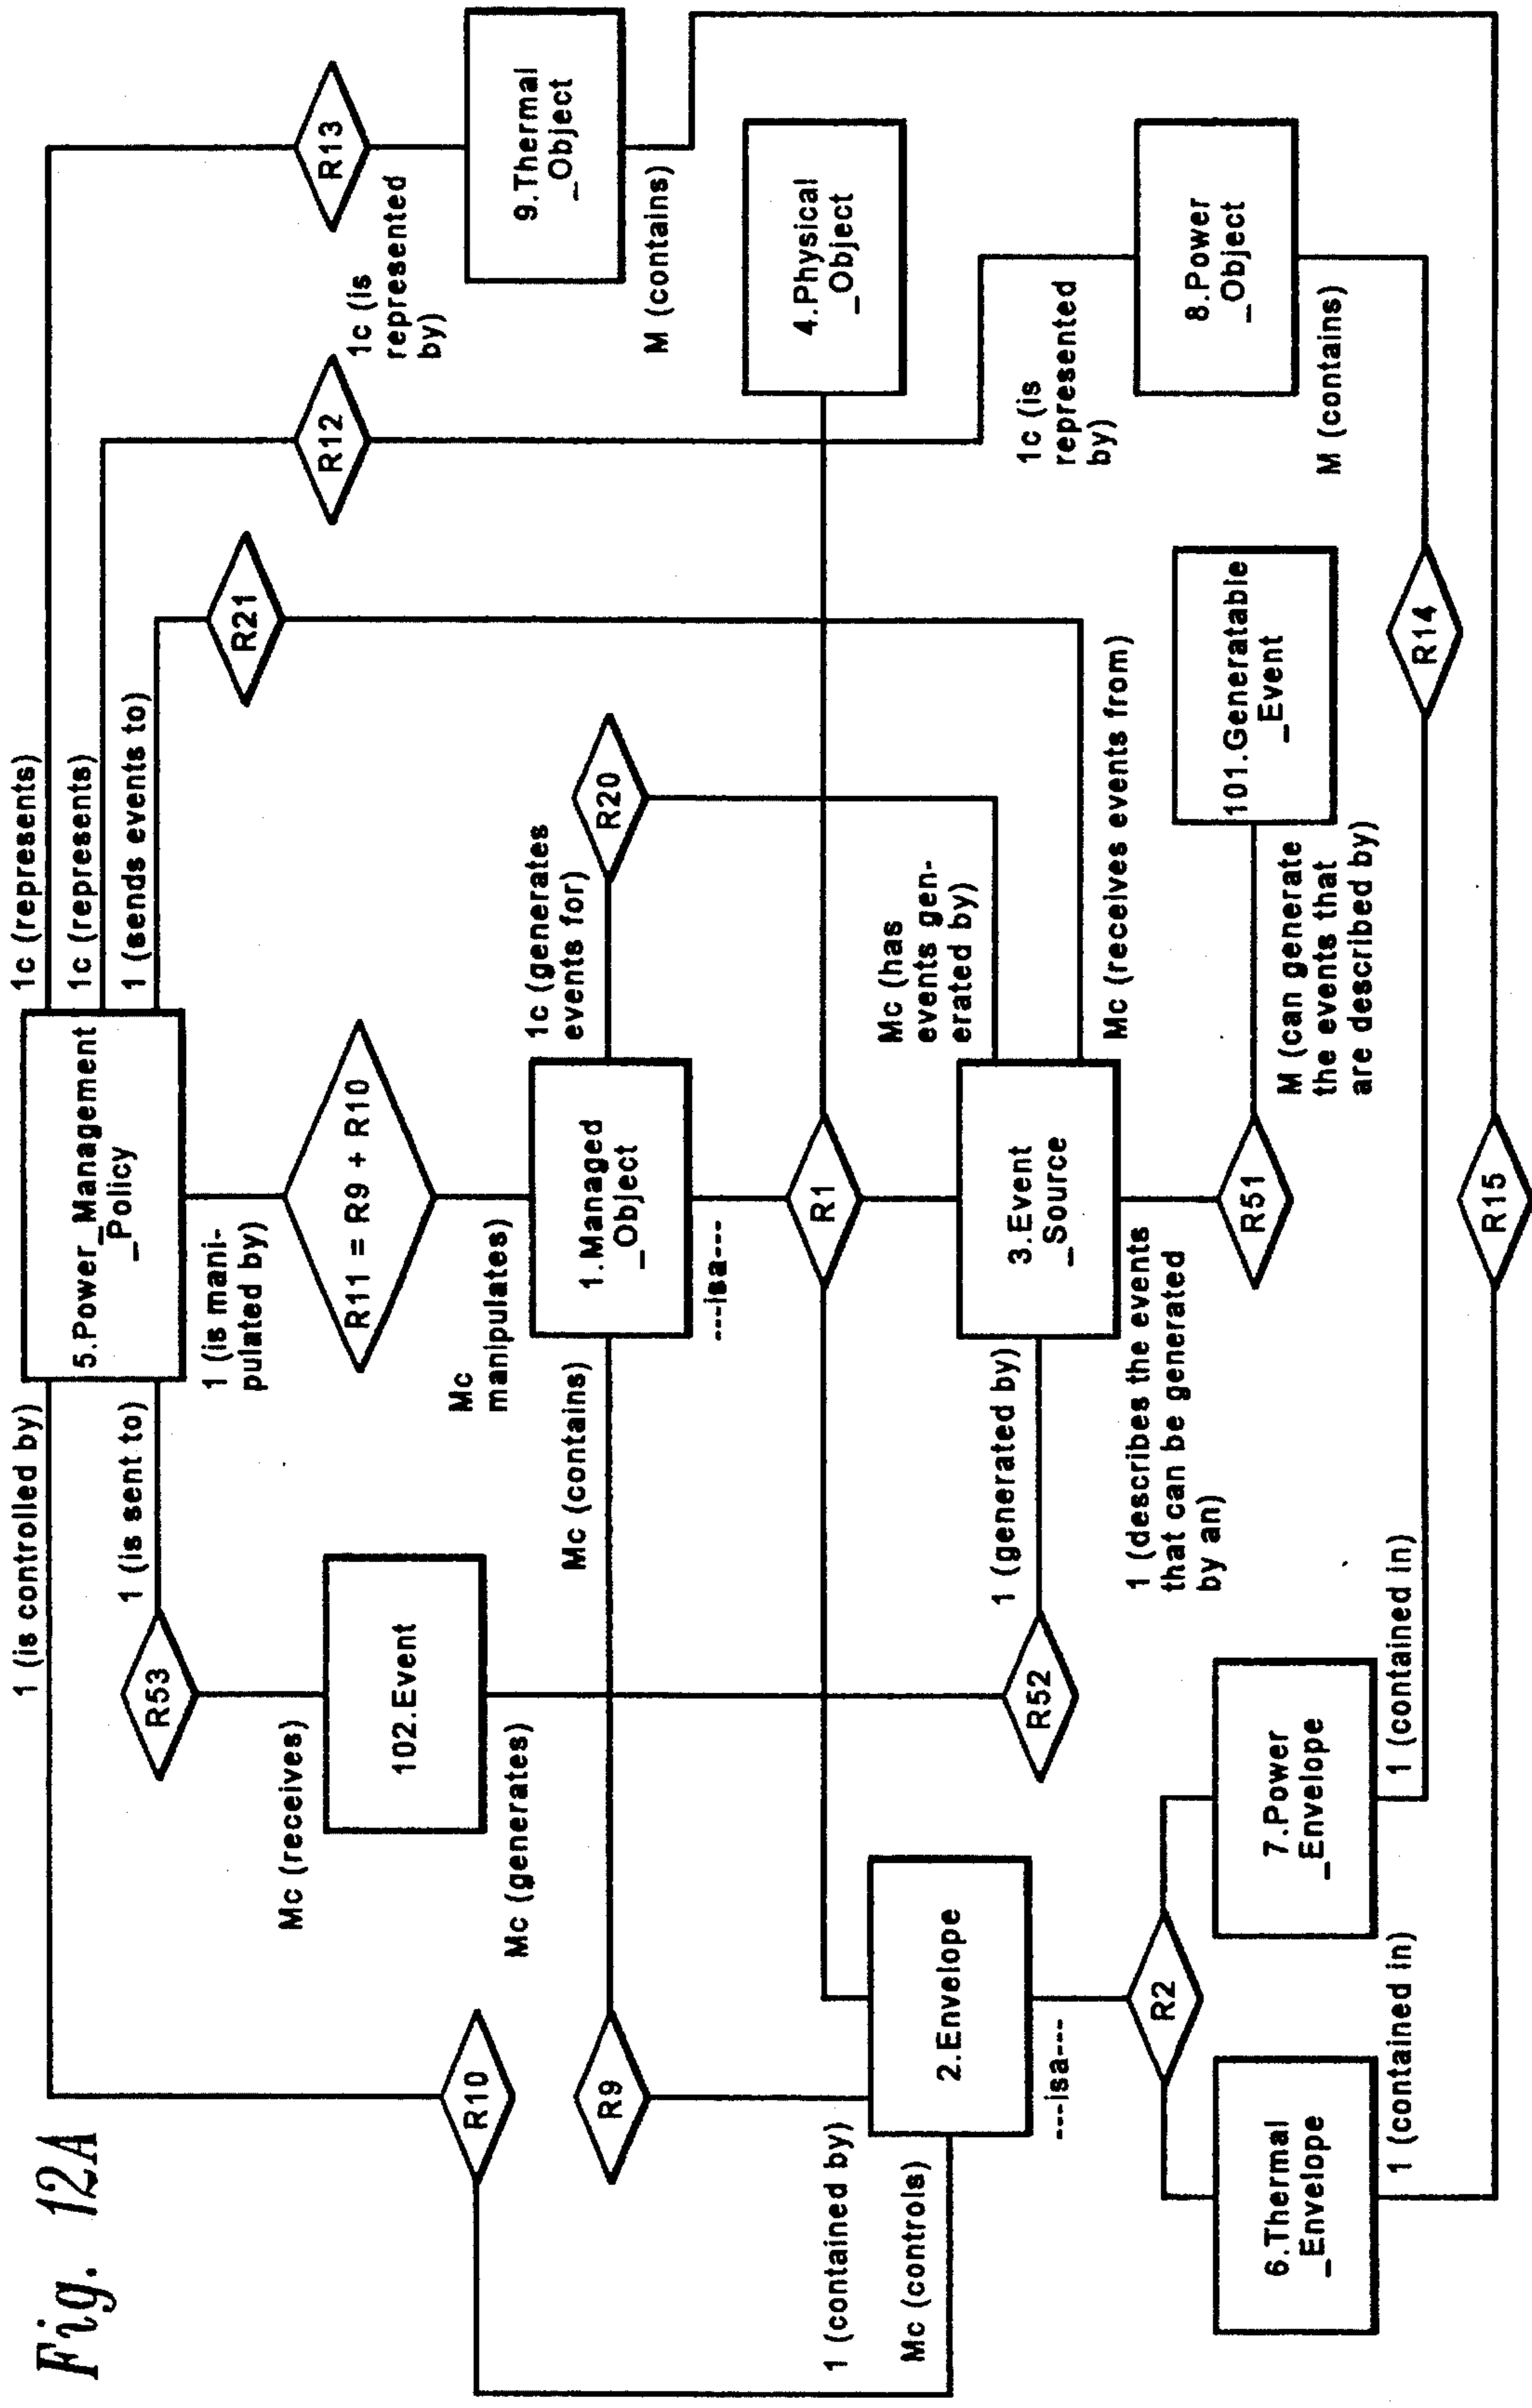 Fig. 12A
1 (is controlled by)
1 (is sent to)
5.Power_Management
_Policy
1c (represents)
1c (represents)
1 (sends events to)
R53
R21
R13
R12
1 (is mani-
pulated by)
R11 = R9 + R10
Mc (receives)
102.Event
Mc (generates)
1c (is
represented
by)
9.Thermal
_Object
M (contains)
R10
Mc
manipulates)
1.Managed
_Object
1c (generates
events for)
R20
R9
Mc (contains)
---isa---
4.Physical
_Object
R1
1 (contained by)
Mc (controls)
2.Envelope
---isa---
1 (generated by)
R52
3.Event
_Source
Mc (has
events gen-
erated by)
Mc (receives events from)
1c (is
represented
by)
8.Power
_Object
M (contains)
1 (describes the events
that can be generated
by an)
R51
101.Generatable
_Event
M (can generate
the events that
are described by)
R2
6.Thermal
_Envelope
7.Power
_Envelope
1 (contained in)
1 (contained in)
R14
R15